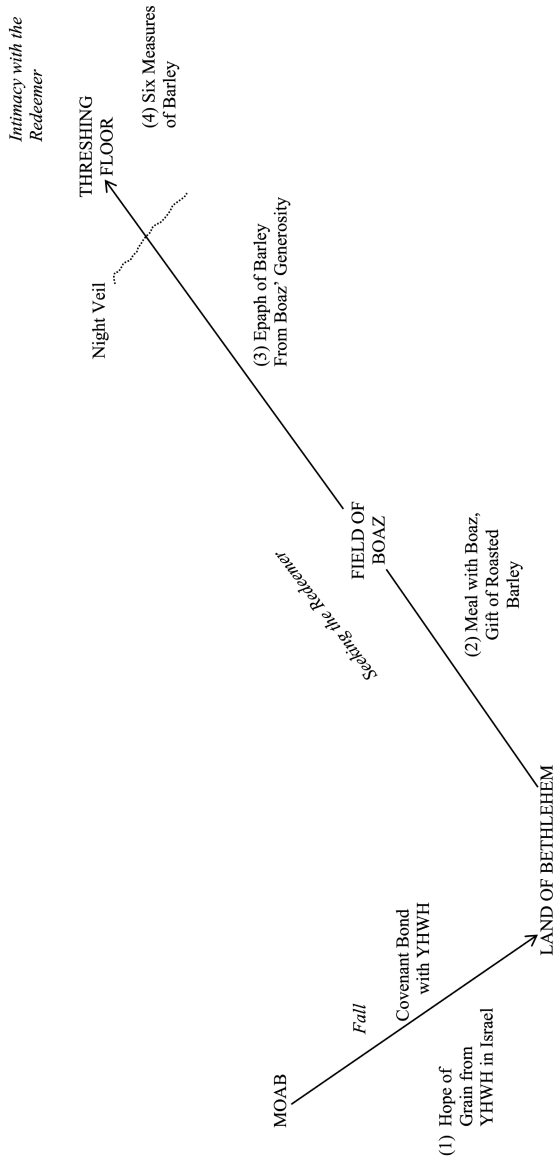 MOAB
(1) Hope of
Grain from
YHWH in Israel
Fall
Covenant Bond
with YHWH
LAND OF BETHLEHEM
(2) Meal with Boaz,
Gift of Roasted
Barley
Seeking the Redeemer
FIELD OF
BOAZ
(3) Epaph of Barley
From Boaz’ Generosity
Night Veil
THRESHING
FLOOR
(4) Six Measures
of Barley
Intimacy with the
Redeemer